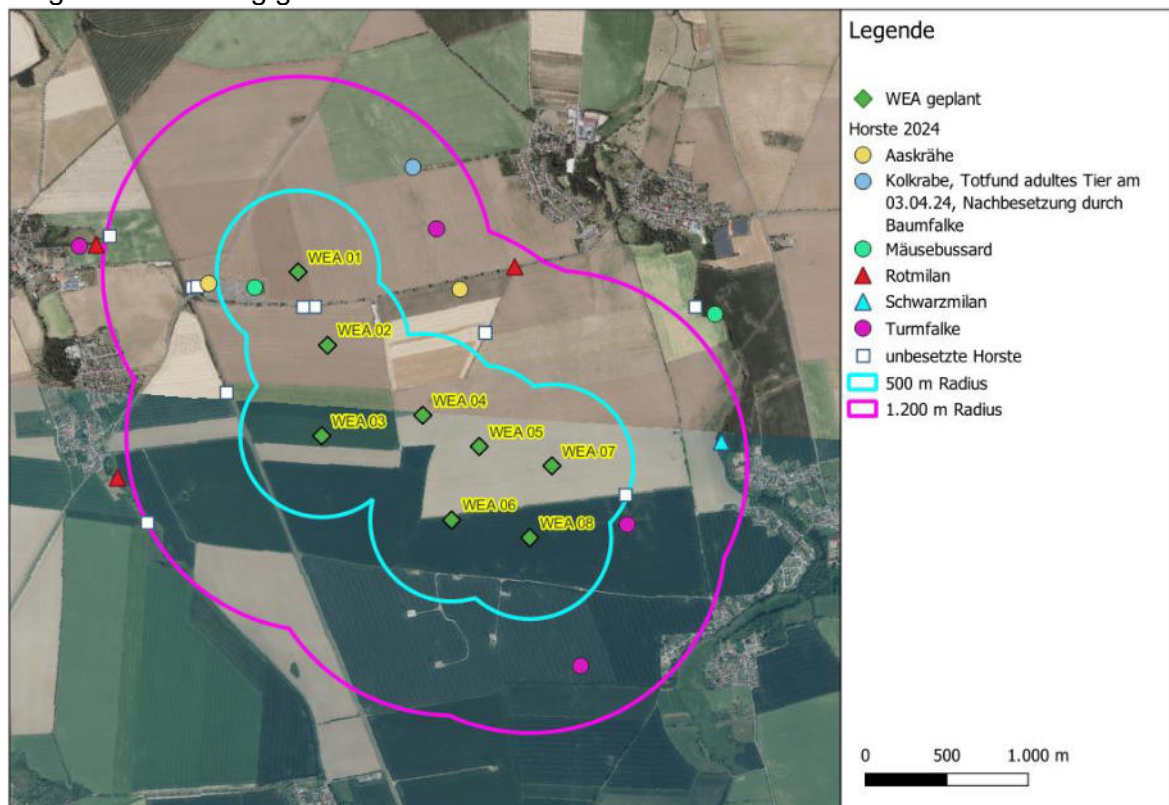 Legende
WEA geplant
Horste 2024
Aaskrähe
Kolkrabe, Totfund adultes Tier am
03.04.24, Nachbesetzung durch
Baumfalke
Mäusebussard
Rotmilan
Schwarzmilan
Turmfalke
unbesetzte Horste
500 m Radius
1.200 m Radius
0 500 1.000 m
WEA 01
WEA 02
WEA 03
WEA 04
WEA 05
WEA 07
WEA 06
WEA 08